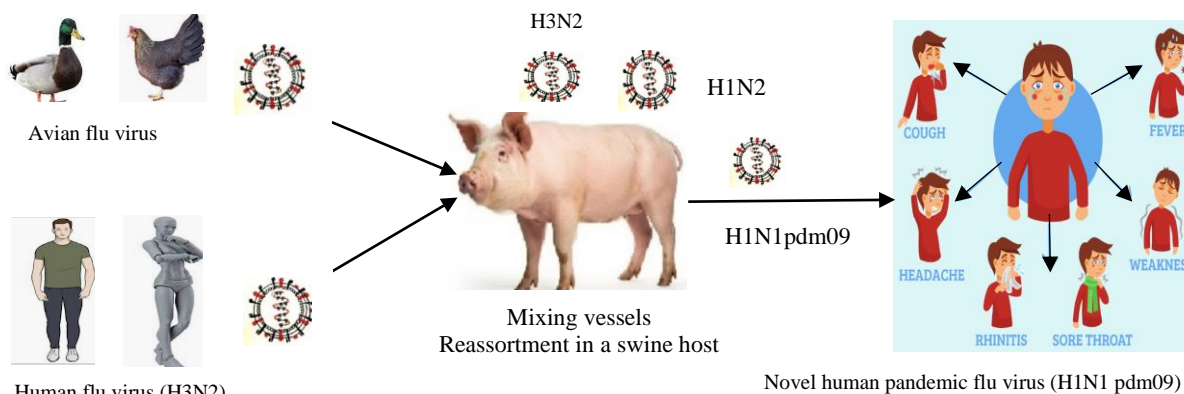 H3N2
H1N2
Avian flu virus
COUGH
FEVER
H1N1pdm09
HEADACHE
WEAKNES
Mixing vessels
Reassortment in a swine host
RHINITIS
SORE THROAT
Human flu virus (H3N2)
Novel human pandemic flu virus (H1N1 pdm09)